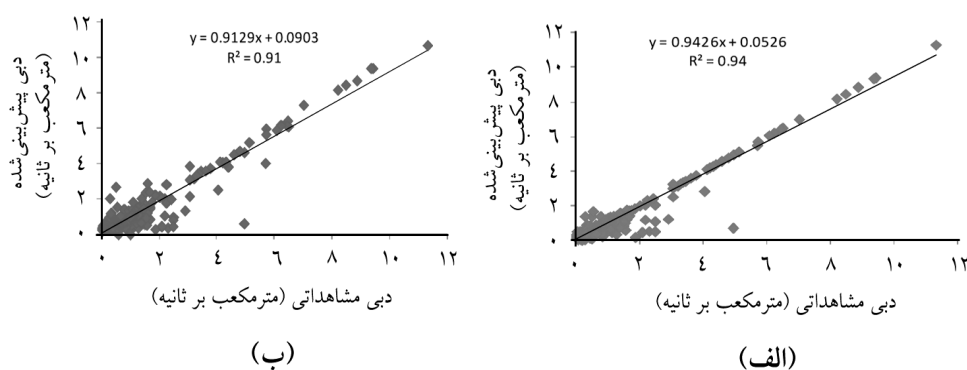 y = 0.9426x + 0.0526
R² = 0.94
۱۲
۱۰
۸
۶
۴
۲
۰
۰ ۲ ۴ ۶ ۸ ۱۰ ۱۲
دبی پیش‌بینی‌شده
(مترمکعب بر ثانیه)
دبی مشاهداتی (مترمکعب بر ثانیه)
(الف)
y = 0.9129x + 0.0903
R² = 0.91
۱۲
۱۰
۸
۶
۴
۲
۰
۰ ۲ ۴ ۶ ۸ ۱۰ ۱۲
دبی پیش‌بینی‌شده
(مترمکعب بر ثانیه)
دبی مشاهداتی (مترمکعب بر ثانیه)
(ب)